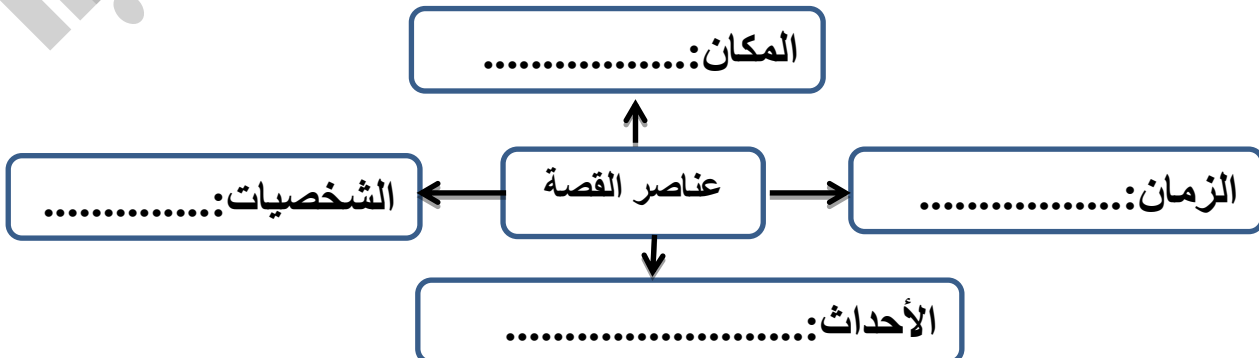 المكان:.................
الزمان:.................
عناصر القصة
الشخصيات:..............
الأحداث:.........................